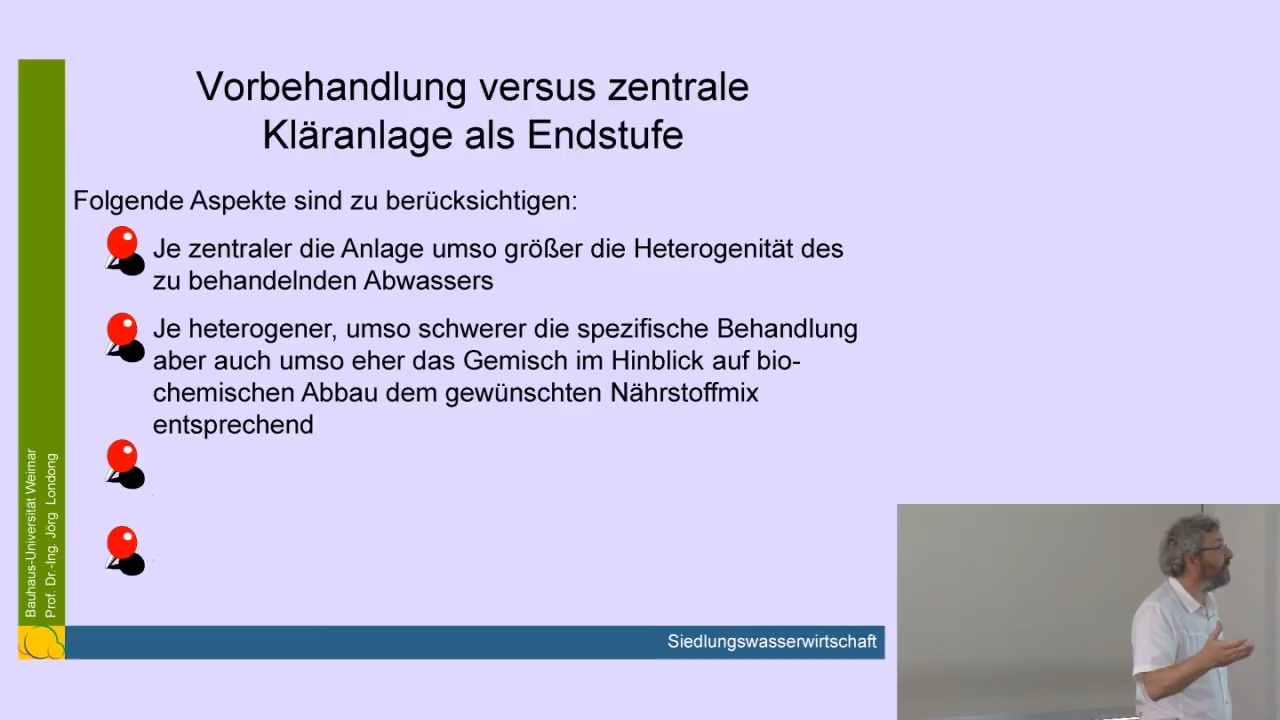 Vorbehandlung versus zentrale
Kläranlage als Endstufe
Folgende Aspekte sind zu berücksichtigen:
Je zentraler die Anlage umso größer die Heterogenität des
zu behandelnden Abwassers
Je heterogener, umso schwerer die spezifische Behandlung
aber auch umso eher das Gemisch im Hinblick auf bio-
chemischen Abbau dem gewünschten Nährstoffmix
entsprechend
Bauhaus-Universität Weimar
Prof. Dr.-Ing. Jörg Londong
Siedlungswasserwirtschaft